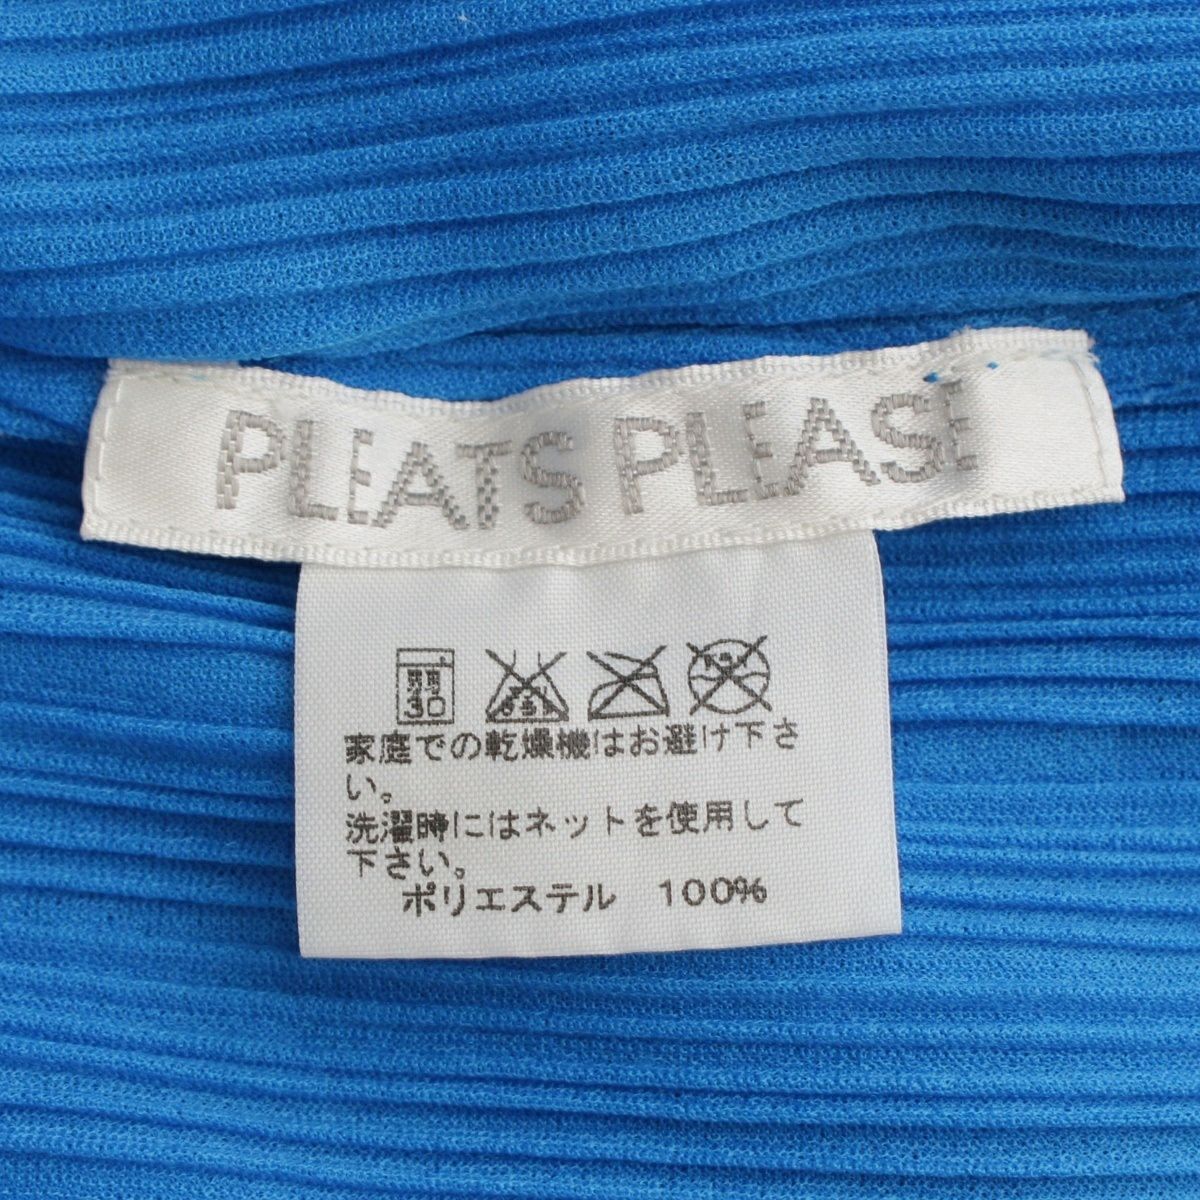 PLEATS PLEASE
30
家庭での乾燥機はお避け下さ
い。
洗濯時にはネットを使用して
下さい。
ポリエステル 100%